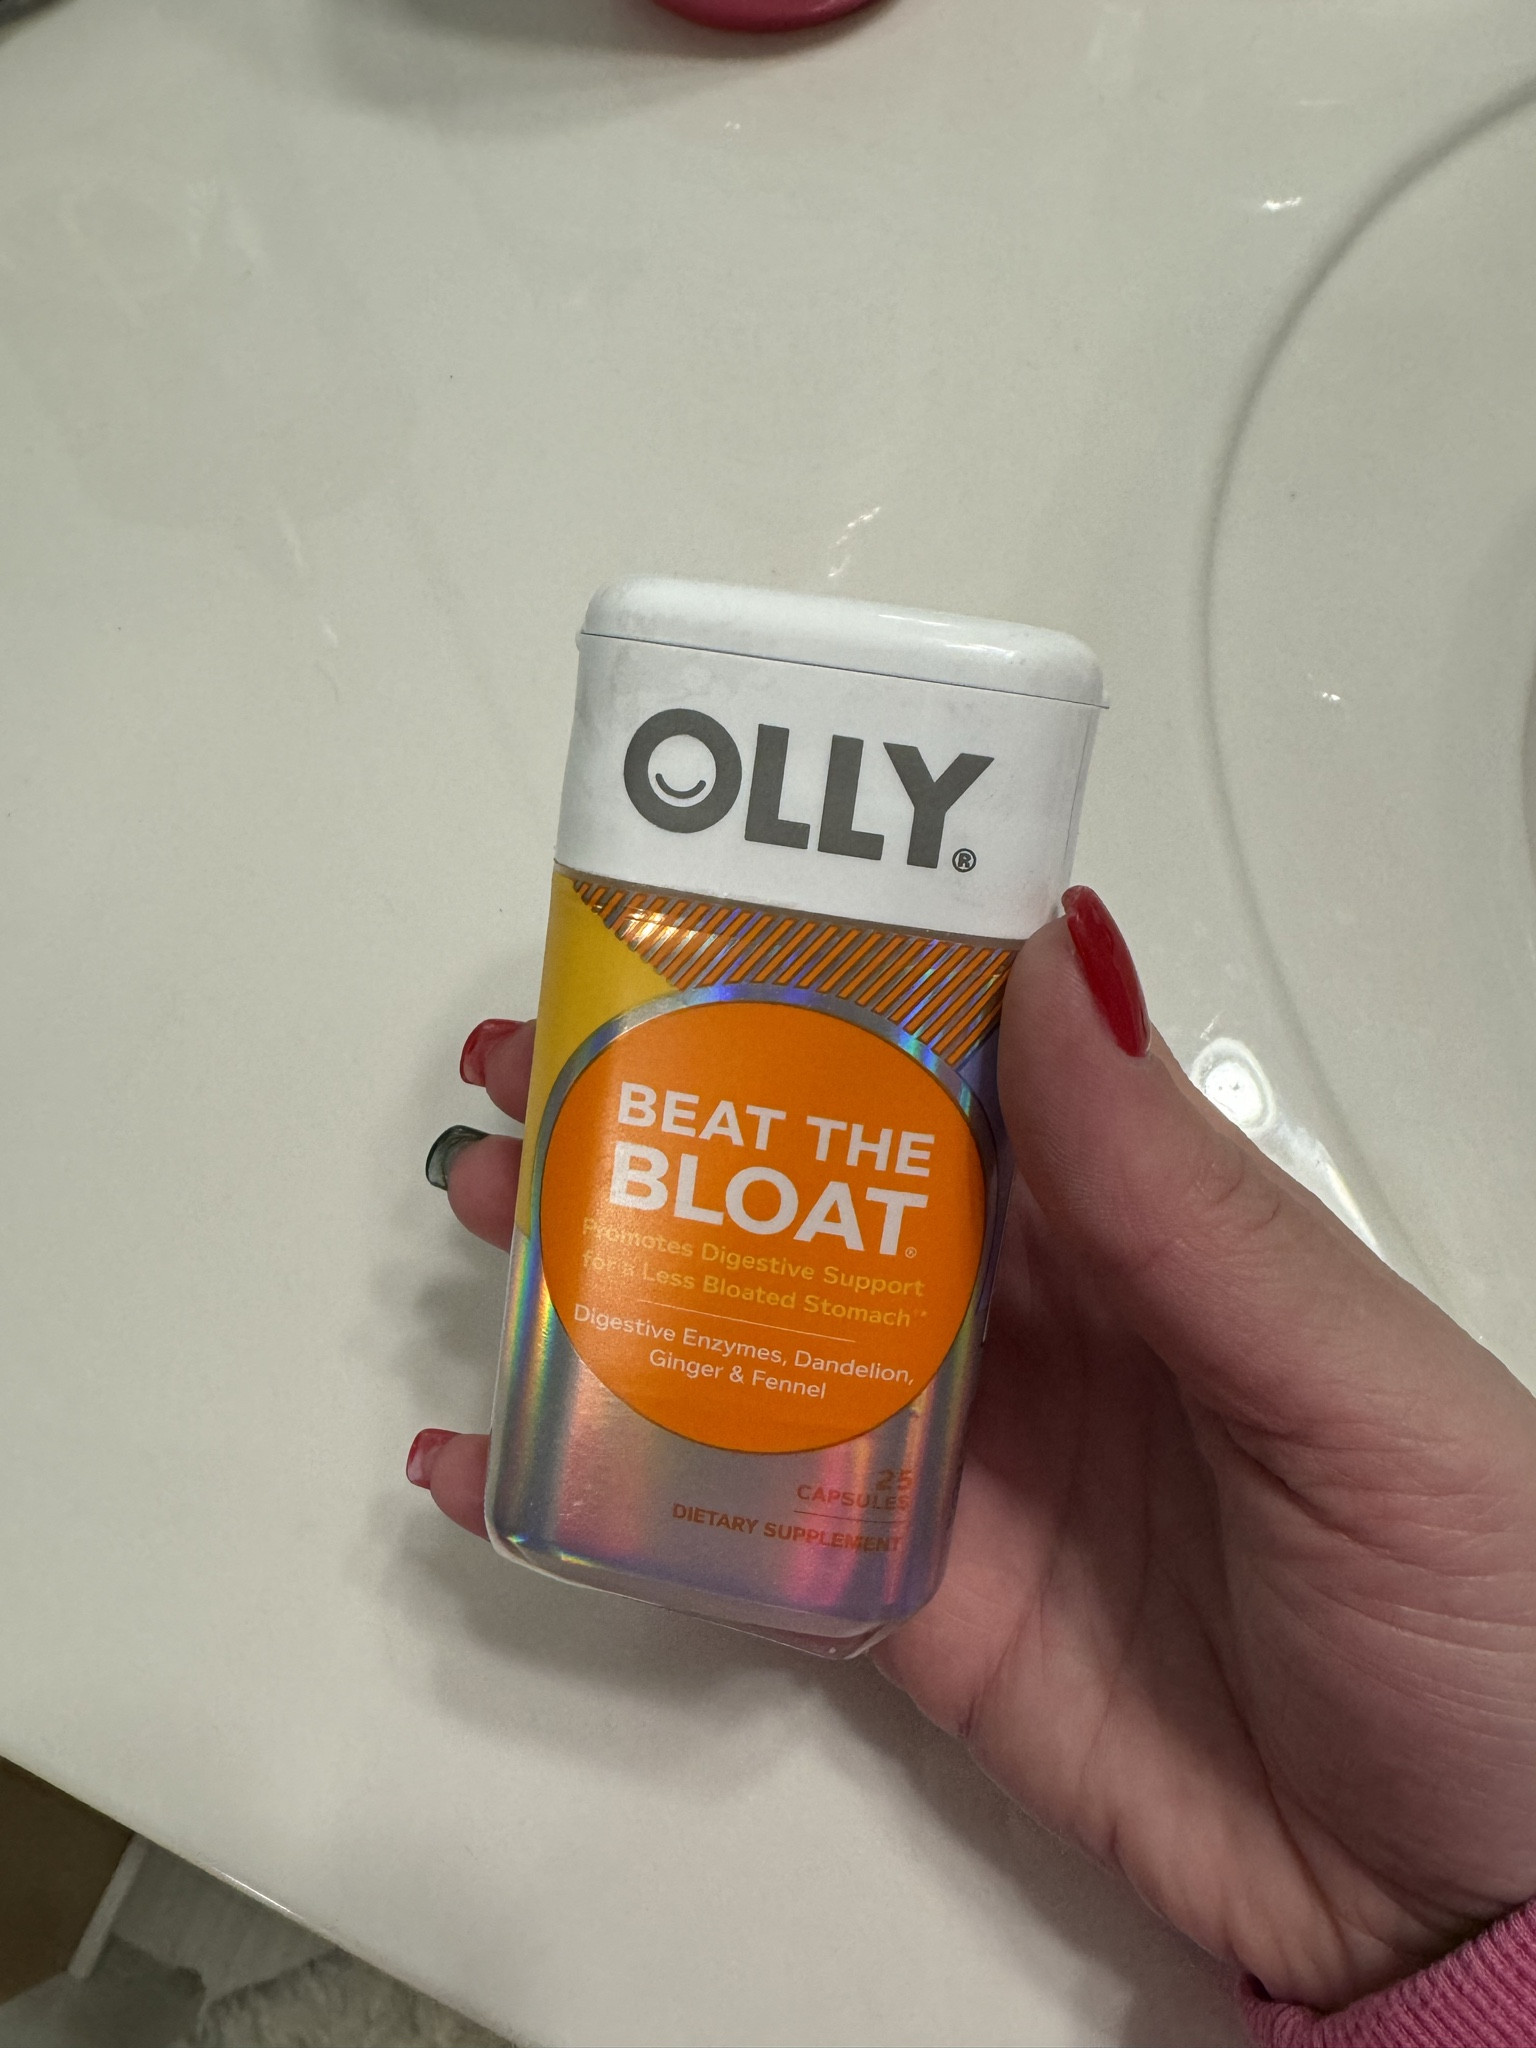 OLLY®
BEAT THE
BLOAT®
Promotes Digestive Support
for a Less Bloated Stomach**
Digestive Enzymes, Dandelion,
Ginger & Fennel
25
CAPSULES
DIETARY SUPPLEMENT